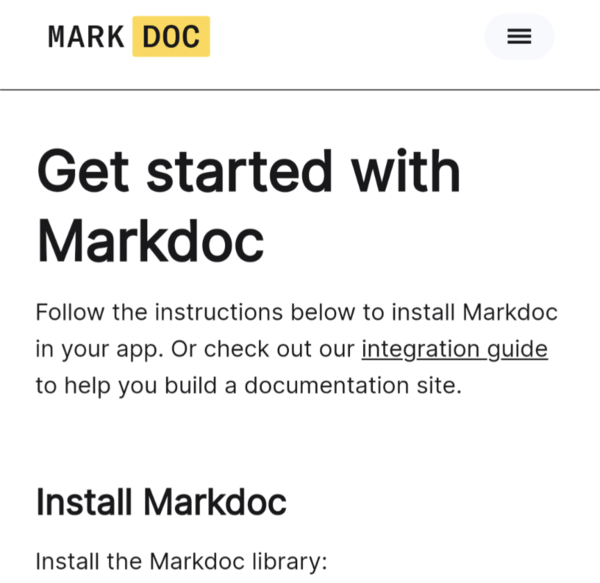 MARK DOC
Get started with
Markdoc
Follow the instructions below to install Markdoc
in your app. Or check out our integration guide
to help you build a documentation site.
Install Markdoc
Install the Markdoc library: